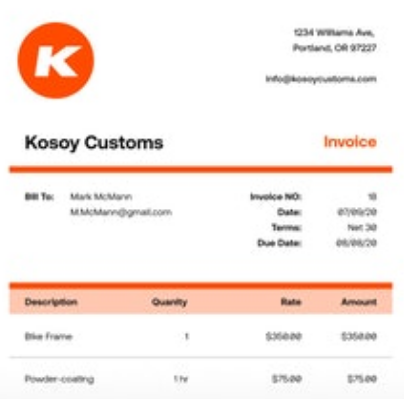 K
1234 Williams Ave,
Portland, OR 97227
info@kosoycustoms.com
Kosoy Customs
Invoice
Bill To: Mark McMann
M.McMann@gmail.com
Invoice NO: 18
Date: 07/09/20
Terms: Net 30
Due Date: 08/08/20
Description Quanity Rate Amount
Bike Frame 1 $350.00 $350.00
Powder-coating 1 hr $75.00 $75.00